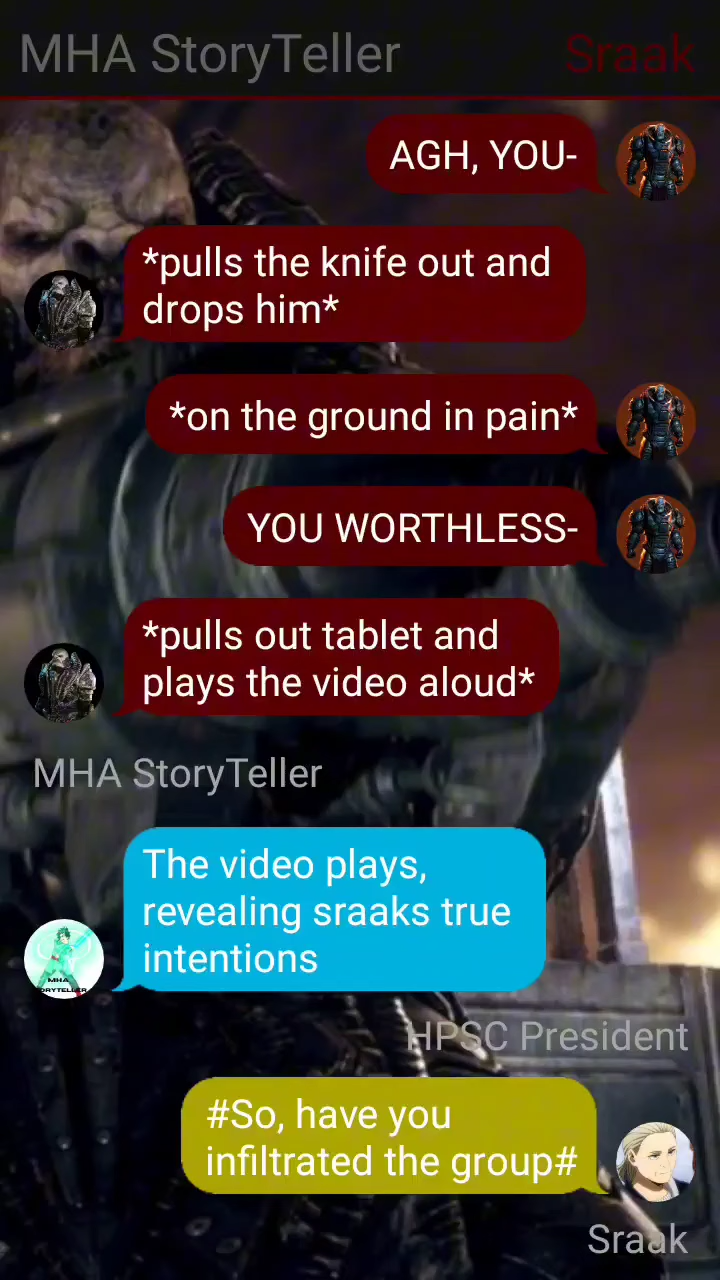 MHA StoryTeller Sraak
AGH, YOU-
*pulls the knife out and
drops him*
*on the ground in pain*
YOU WORTHLESS-
*pulls out tablet and
plays the video aloud*
MHA StoryTeller
The video plays,
revealing sraaks true
intentions
MHA
HPSC President
#So, have you
infiltrated the group#
Sraak